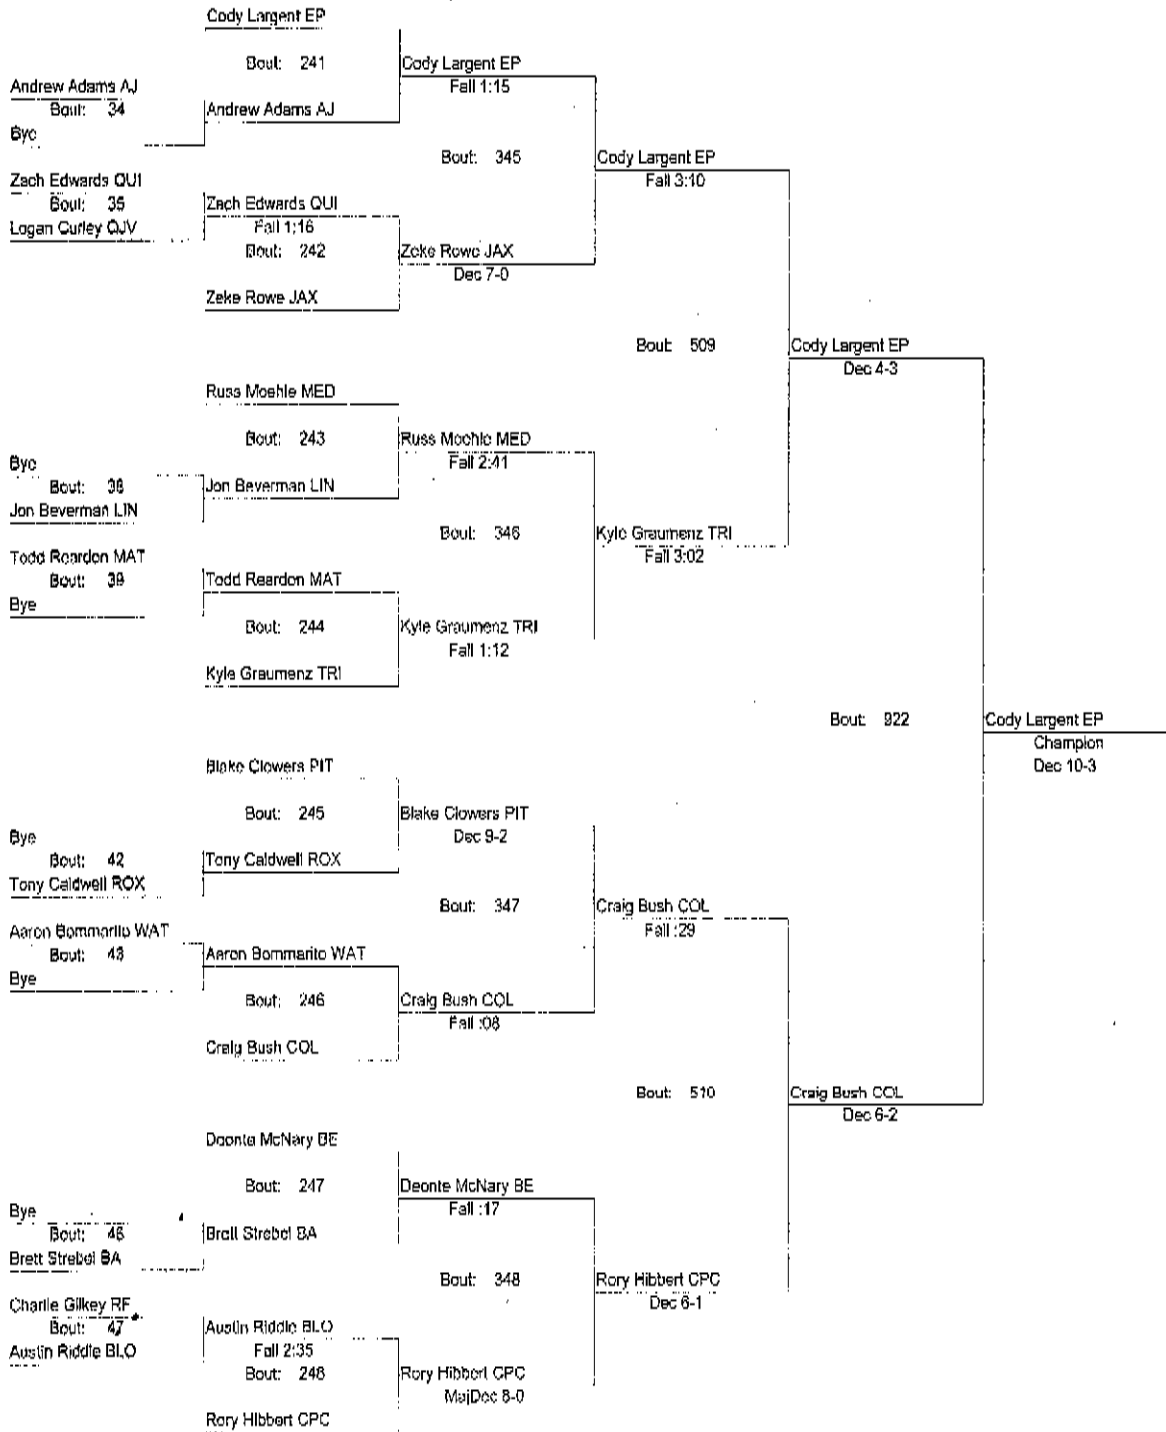 Cody Largent EP
Bout: 241
Cody Largent EP
Fall 1:15
Andrew Adams AJ
Bout: 34
Andrew Adams AJ
Bye
Bout: 345
Cody Largent EP
Fall 3:10
Zach Edwards QUI
Bout: 35
Zach Edwards QUI
Logan Curley QJV
Fall 1:16
Bout: 242
Zeke Rowe JAX
Dec 7-0
Zeke Rowe JAX
Bout: 509
Cody Largent EP
Dec 4-3
Russ Moehle MED
Bout: 243
Russ Moehle MED
Fall 2:41
Bye
Bout: 38
Jon Beverman LIN
Jon Beverman LIN
Bout: 346
Kyle Graumenz TRI
Fall 3:02
Todd Reardon MAT
Bout: 39
Todd Reardon MAT
Bye
Bout: 244
Kyle Graumenz TRI
Fall 1:12
Kyle Graumenz TRI
Bout: 922
Cody Largent EP
Champion
Dec 10-3
Blake Clowers PIT
Bout: 245
Blake Clowers PIT
Dec 9-2
Bye
Bout: 42
Tony Caldwell ROX
Tony Caldwell ROX
Bout: 347
Craig Bush COL
Fall :29
Aaron Bommarito WAT
Bout: 43
Aaron Bommarito WAT
Bye
Bout: 246
Craig Bush COL
Fall :08
Craig Bush COL
Bout: 510
Craig Bush COL
Dec 6-2
Deonte McNary BE
Bout: 247
Deonte McNary BE
Fall :17
Bye
Bout: 46
Brett Strebel BA
Brett Strebel BA
Bout: 348
Rory Hibbert CPC
Dec 6-1
Charlie Gilkey RF
Bout: 47
Austin Riddle BLO
Austin Riddle BLO
Fall 2:35
Bout: 248
Rory Hibbert CPC
MajDec 8-0
Rory Hibbert CPC